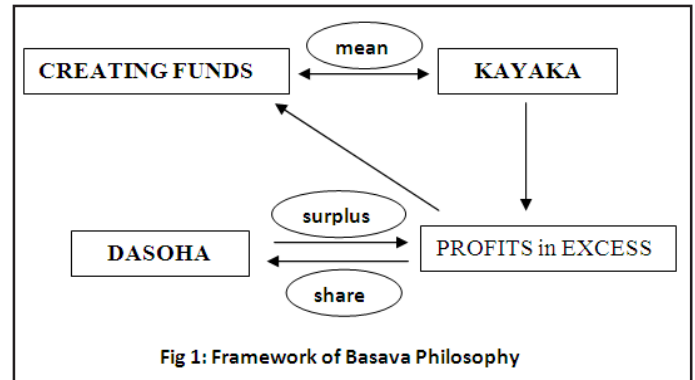 mean
CREATING FUNDS
KAYAKA
surplus
DASOHA
PROFITS in EXCESS
share
Fig 1: Framework of Basava Philosophy